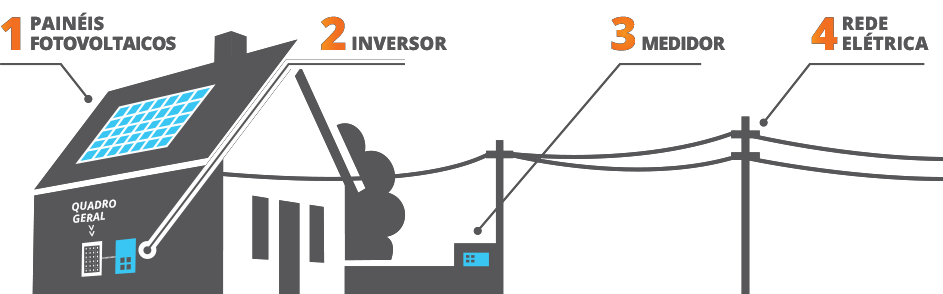 1 PAINÉIS
FOTOVOLTAICOS
2 INVERSOR
3 MEDIDOR
4 REDE
ELÉTRICA
QUADRO
GERAL